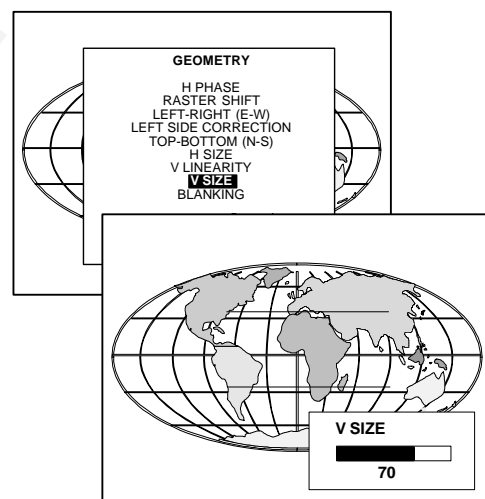 GEOMETRY
H PHASE
RASTER SHIFT
LEFT-RIGHT (E-W)
LEFT SIDE CORRECTION
TOP-BOTTOM (N-S)
H SIZE
V LINEARITY
V SIZE
BLANKING
V SIZE
70